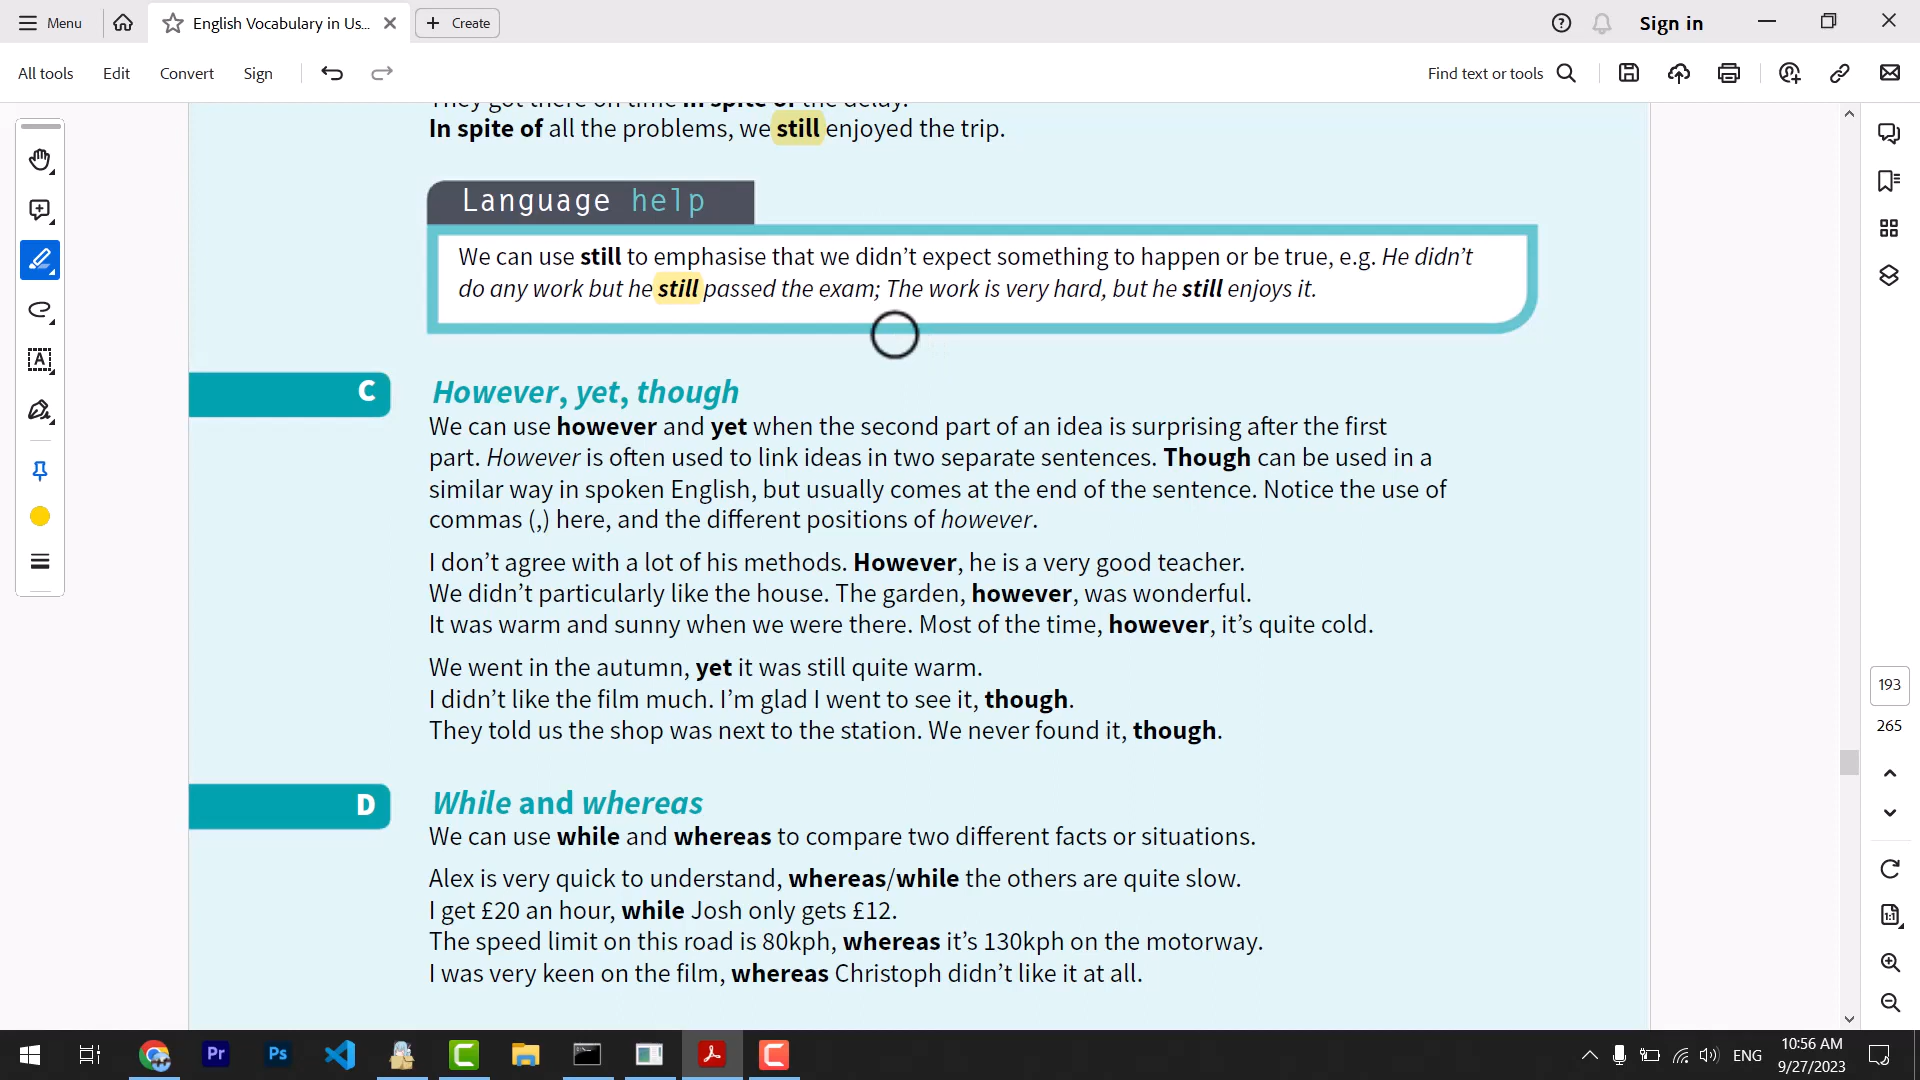 Menu
English Vocabulary in Us...
Create
Sign in
All tools
Edit
Convert
Sign
Find text or tools
They got there on time in spite of the delay.
In spite of all the problems, we still enjoyed the trip.
Language help
We can use still to emphasise that we didn't expect something to happen or be true, e.g. He didn't
do any work but he still passed the exam; The work is very hard, but he still enjoys it.
C
However, yet, though
We can use however and yet when the second part of an idea is surprising after the first
part. However is often used to link ideas in two separate sentences. Though can be used in a
similar way in spoken English, but usually comes at the end of the sentence. Notice the use of
commas (,) here, and the different positions of however.
I don't agree with a lot of his methods. However, he is a very good teacher.
We didn't particularly like the house. The garden, however, was wonderful.
It was warm and sunny when we were there. Most of the time, however, it's quite cold.
We went in the autumn, yet it was still quite warm.
I didn't like the film much. I'm glad I went to see it, though.
They told us the shop was next to the station. We never found it, though.
D
While and whereas
We can use while and whereas to compare two different facts or situations.
Alex is very quick to understand, whereas/while the others are quite slow.
I get £20 an hour, while Josh only gets £12.
The speed limit on this road is 80kph, whereas it's 130kph on the motorway.
I was very keen on the film, whereas Christoph didn't like it at all.
193
265
Pr
Ps
ENG
10:56 AM
9/27/2023